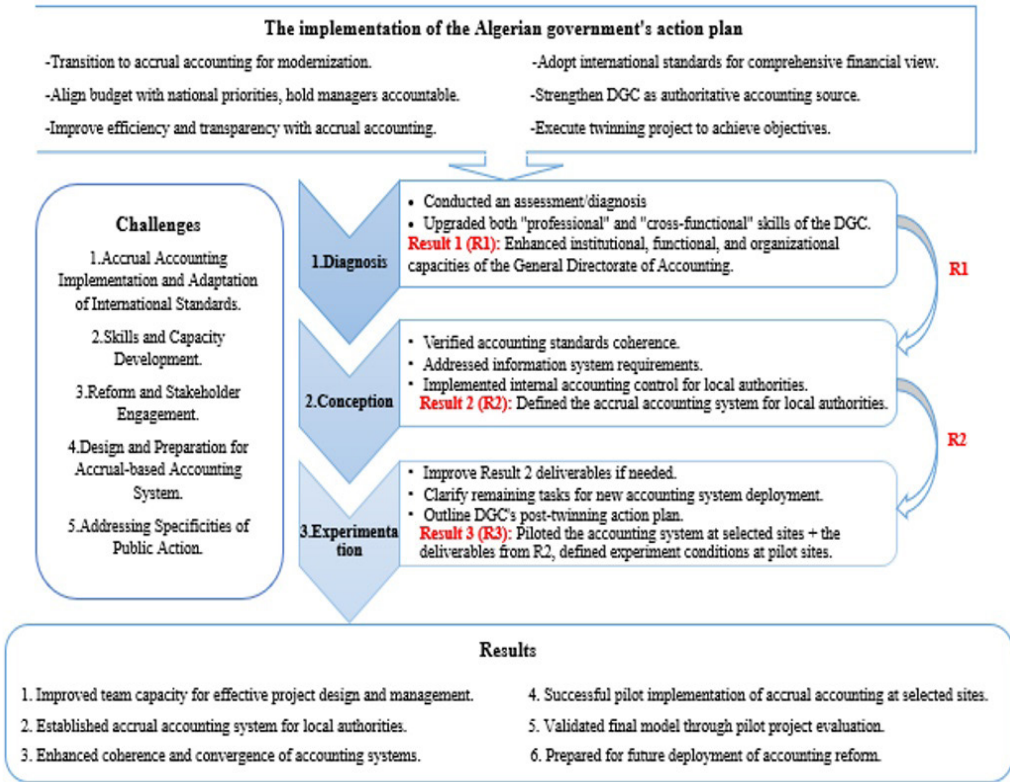 The implementation of the Algerian government's action plan
-Transition to accrual accounting for modernization.
-Align budget with national priorities, hold managers accountable.
-Improve efficiency and transparency with accrual accounting.
-Adopt international standards for comprehensive financial view.
-Strengthen DGC as authoritative accounting source.
-Execute twinning project to achieve objectives.
Challenges
1.Accrual Accounting
Implementation and Adaptation
of International Standards.
2.Skills and Capacity
Development.
3.Reform and Stakeholder
Engagement.
4.Design and Preparation for
Accrual-based Accounting
System.
5.Addressing Specificities of
Public Action.
1.Diagnosis
• Conducted an assessment/diagnosis
• Upgraded both "professional" and "cross-functional" skills of the DGC.
Result 1 (R1): Enhanced institutional, functional, and organizational
capacities of the General Directorate of Accounting.
R1
2.Conception
• Verified accounting standards coherence.
• Addressed information system requirements.
• Implemented internal accounting control for local authorities.
Result 2 (R2): Defined the accrual accounting system for local authorities.
R2
3.Experimenta
tion
• Improve Result 2 deliverables if needed.
• Clarify remaining tasks for new accounting system deployment.
• Outline DGC's post-twinning action plan.
Result 3 (R3): Piloted the accounting system at selected sites + the
deliverables from R2, defined experiment conditions at pilot sites.
Results
1. Improved team capacity for effective project design and management.
2. Established accrual accounting system for local authorities.
3. Enhanced coherence and convergence of accounting systems.
4. Successful pilot implementation of accrual accounting at selected sites.
5. Validated final model through pilot project evaluation.
6. Prepared for future deployment of accounting reform.